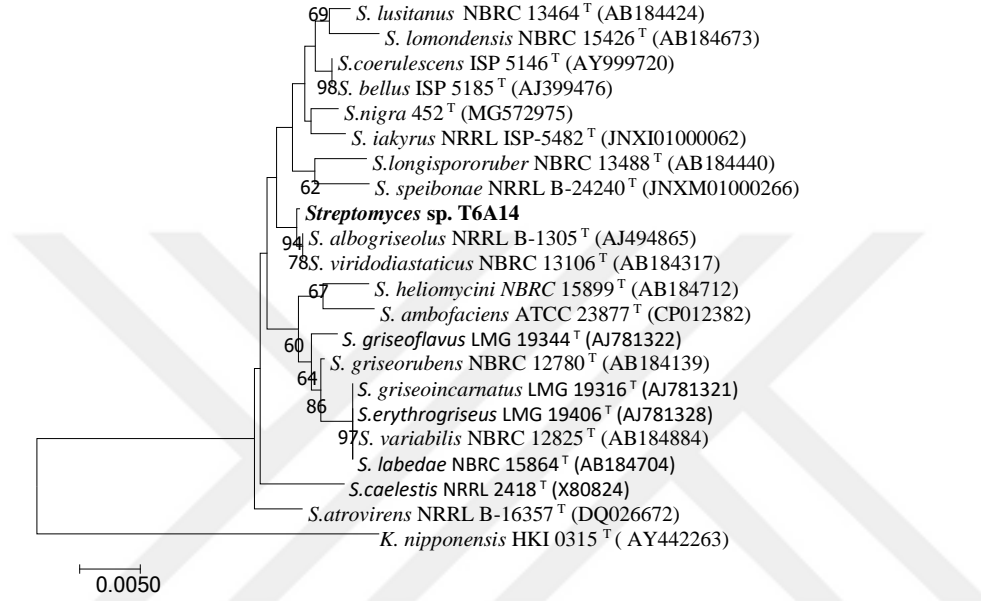 69 S. lusitanus NBRC 13464 T (AB184424)
S. lomondensis NBRC 15426 T (AB184673)
S.coerulescens ISP 5146 T (AY999720)
98 S. bellus ISP 5185 T (AJ399476)
S.nigra 452 T (MG572975)
S. iakyrus NRRL ISP-5482 T (JNXI01000062)
S.longispororuber NBRC 13488 T (AB184440)
62 S. speibonae NRRL B-24240 T (JNXM01000266)
Streptomyces sp. T6A14
94 S. albogriseolus NRRL B-1305 T (AJ494865)
78 S. viridodiastaticus NBRC 13106 T (AB184317)
67 S. heliomycini NBRC 15899 T (AB184712)
S. ambofaciens ATCC 23877 T (CP012382)
60 S. griseoflavus LMG 19344 T (AJ781322)
S. griseorubens NBRC 12780 T (AB184139)
64 S. griseoincarnatus LMG 19316 T (AJ781321)
86 S.erythrogriseus LMG 19406 T (AJ781328)
97 S. variabilis NBRC 12825 T (AB184884)
S. labedae NBRC 15864 T (AB184704)
S.caelestis NRRL 2418 T (X80824)
S.atrovirens NRRL B-16357 T (DQ026672)
K. nipponensis HKI 0315 T ( AY442263)
0.0050